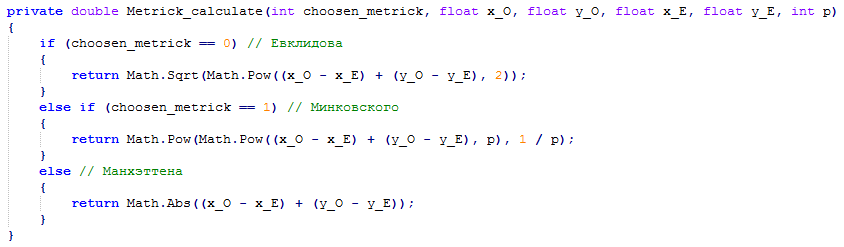 private double Metrick_calculate(int choosen_metrick, float x_O, float y_O, float x_E, float y_E, int p)
{
if (choosen_metrick == 0) // Евклидова
{
return Math.Sqrt(Math.Pow((x_O - x_E) + (y_O - y_E), 2));
}
else if (choosen_metrick == 1) // Минковского
{
return Math.Pow(Math.Pow((x_O - x_E) + (y_O - y_E), p), 1 / p);
}
else // Манхэттена
{
return Math.Abs((x_O - x_E) + (y_O - y_E));
}
}